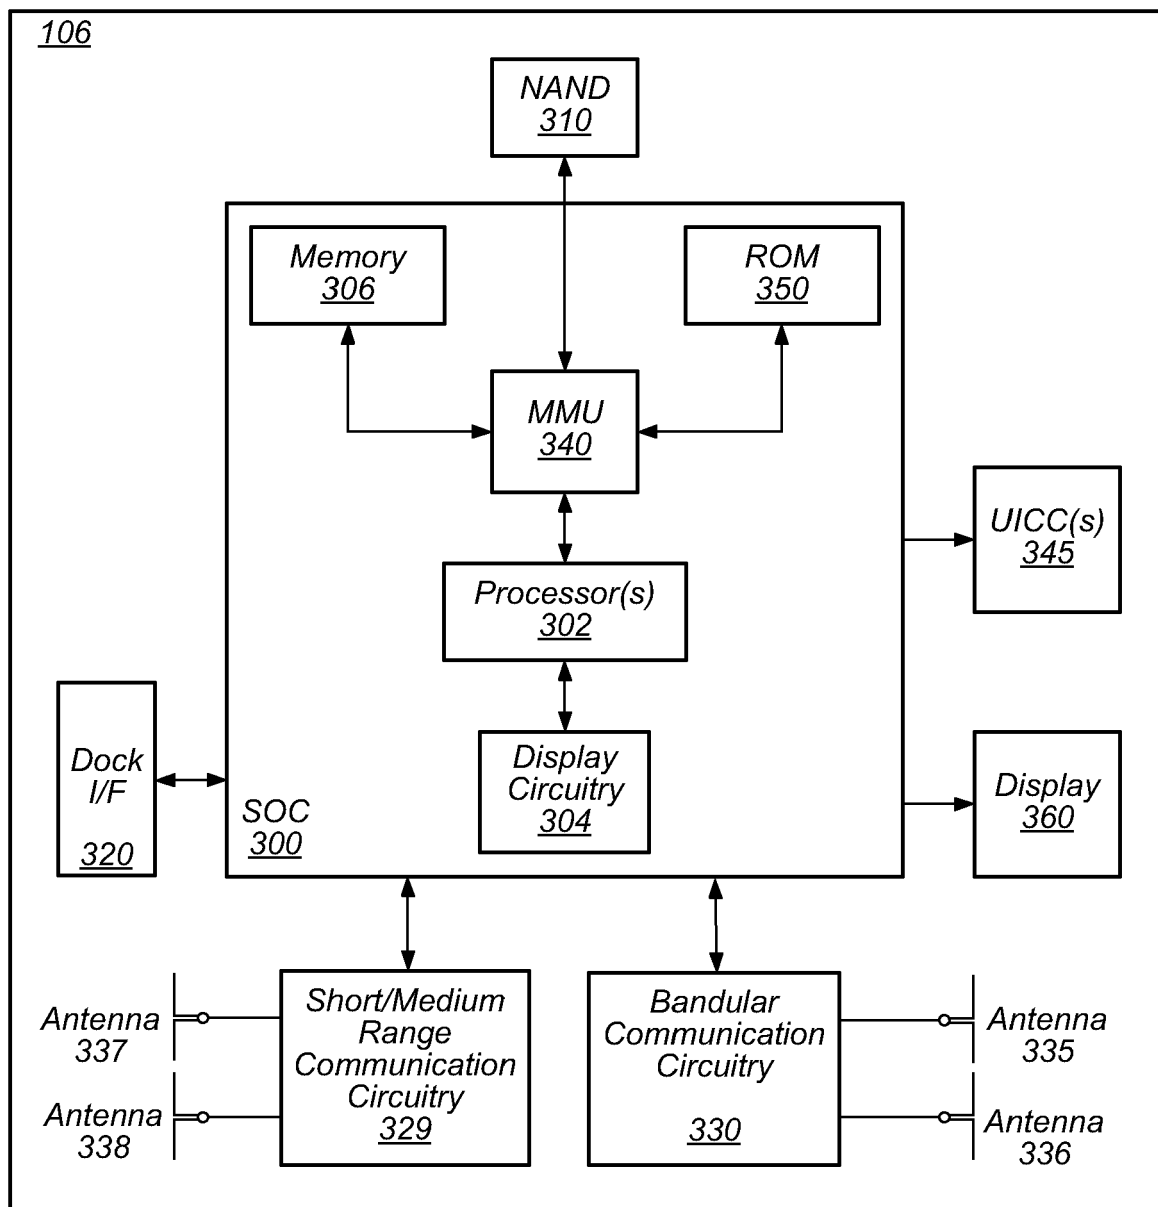 106
NAND
310
Memory
306
ROM
350
MMU
340
UICC(s)
345
Processor(s)
302
Dock
I/F
320
Display
Circuitry
304
SOC
300
Display
360
Short/Medium
Range
Communication
Circuitry
329
Bandular
Communication
Circuitry
330
Antenna
337
Antenna
338
Antenna
335
Antenna
336